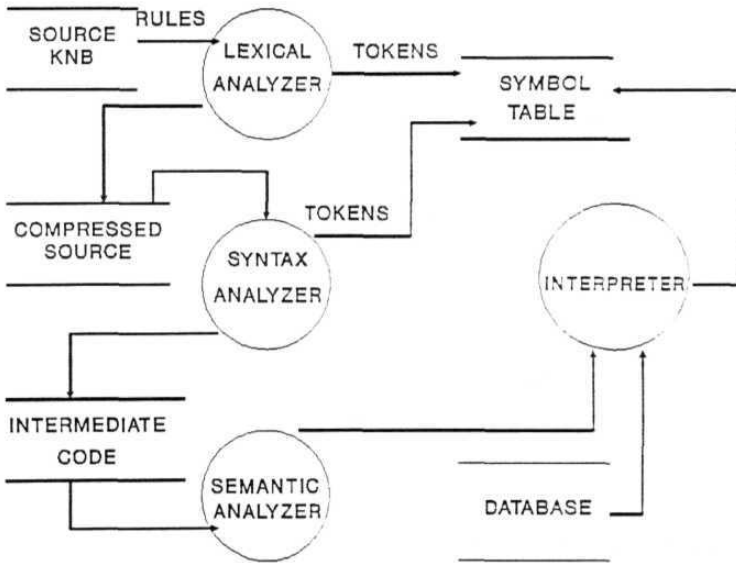 RULES
SOURCE
KNB
LEXICAL
ANALYZER
TOKENS
SYMBOL
TABLE
COMPRESSED
SOURCE
TOKENS
SYNTAX
ANALYZER
INTERPRETER
INTERMEDIATE
CODE
SEMANTIC
ANALYZER
DATABASE